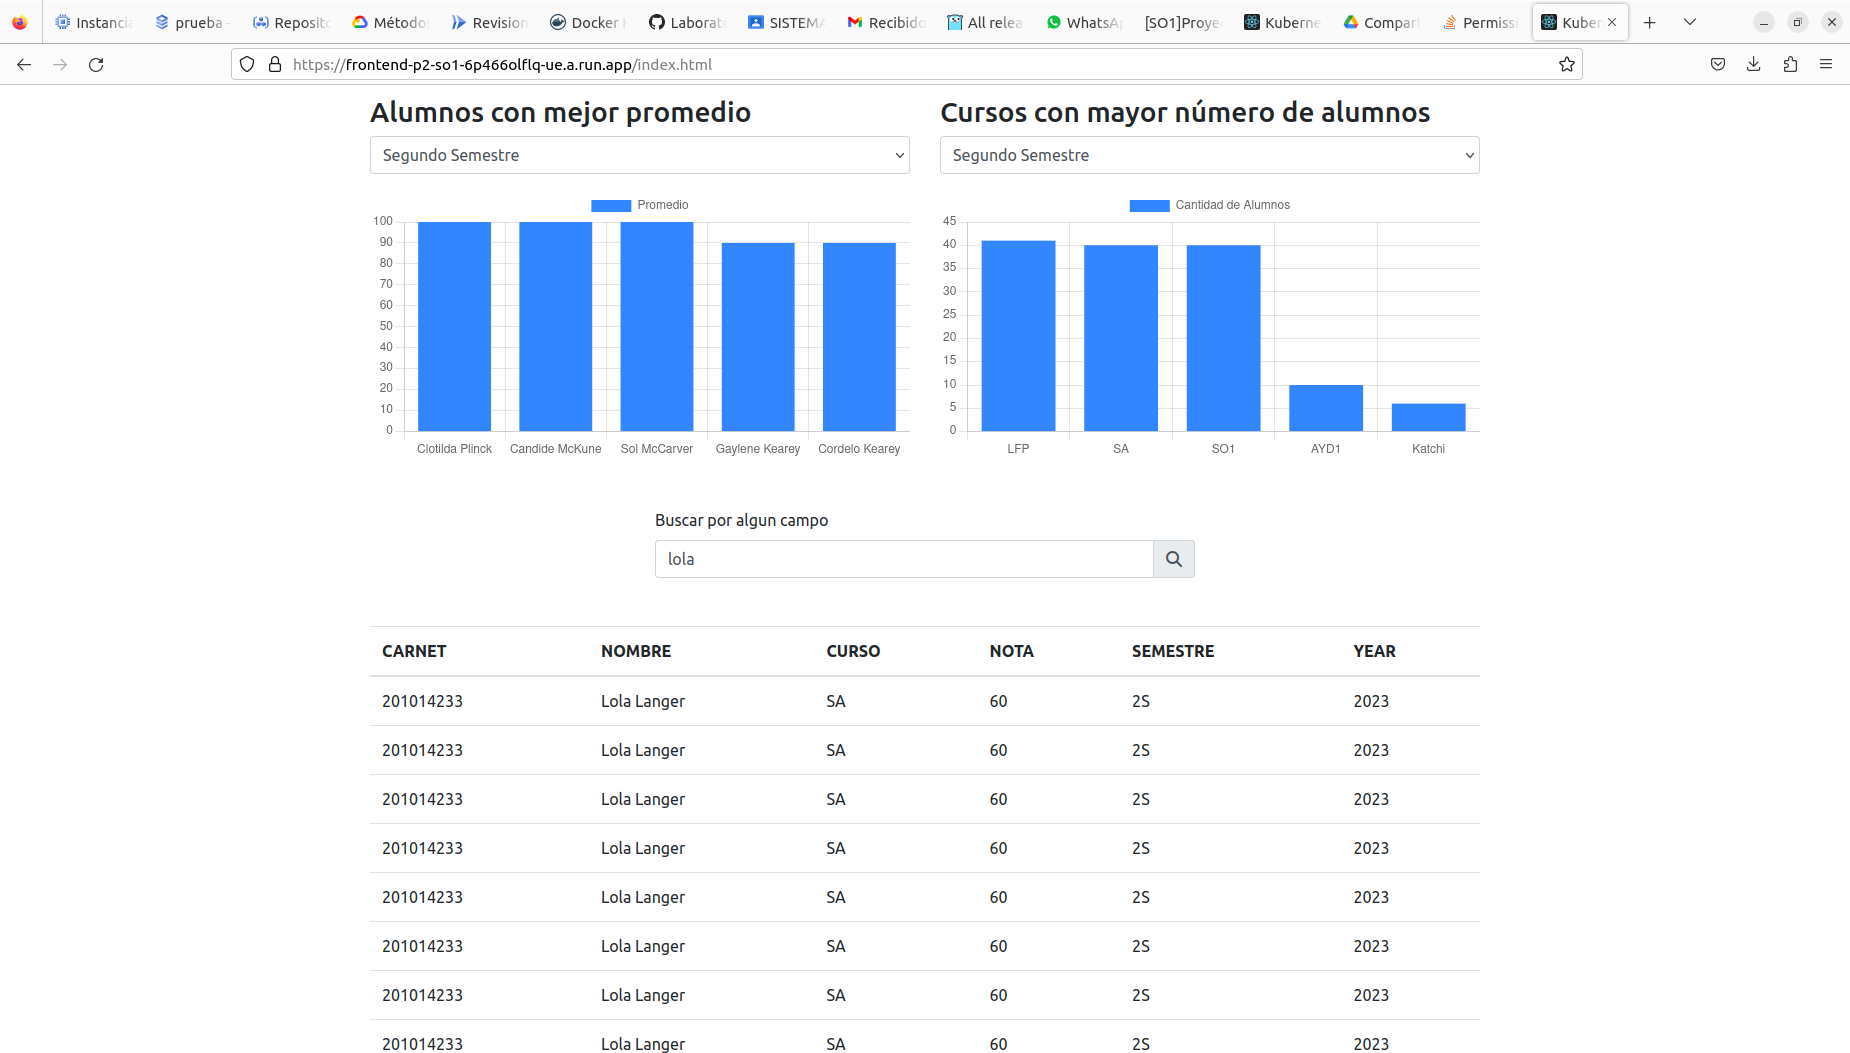 Instanci
prueba -
Reposito
Método
Revision
Docker H
Laborato
SISTEMA
Recibido
All relea
WhatsAp
[SO1]Proye
Kuberne
Compart
Permissi
Kuber
https://frontend-p2-so1-6p466olflq-ue.a.run.app/index.html
Alumnos con mejor promedio
Segundo Semestre
Promedio
100
90
80
70
60
50
40
30
20
10
0
Clotilda Plinck Candide McKune Sol McCarver Gaylene Kearey Cordelo Kearey
Cursos con mayor número de alumnos
Segundo Semestre
Cantidad de Alumnos
45
40
35
30
25
20
15
10
5
0
LFP SA SO1 AYD1 Katchi
Buscar por algun campo
lola
CARNET NOMBRE CURSO NOTA SEMESTRE YEAR
201014233 Lola Langer SA 60 2S 2023
201014233 Lola Langer SA 60 2S 2023
201014233 Lola Langer SA 60 2S 2023
201014233 Lola Langer SA 60 2S 2023
201014233 Lola Langer SA 60 2S 2023
201014233 Lola Langer SA 60 2S 2023
201014233 Lola Langer SA 60 2S 2023
201014233 Lola Langer SA 60 2S 2023